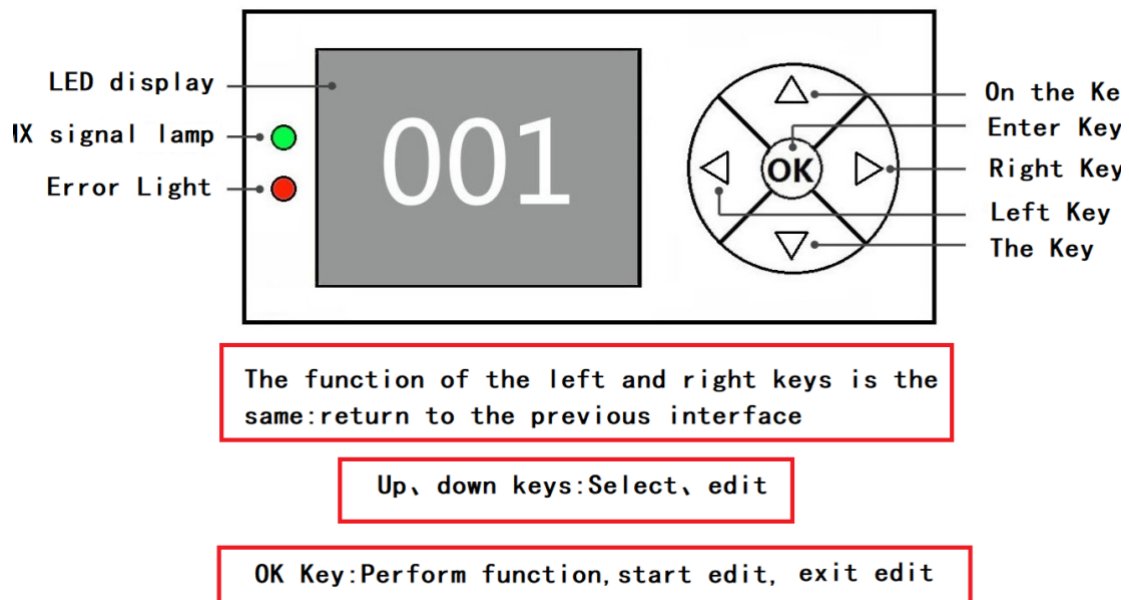 LED display
MX signal lamp
Error Light
001
OK
On the Ke
Enter Key
Right Key
Left Key
The Key
The function of the left and right keys is the
same:return to the previous interface
Up、down keys:Select、edit
OK Key:Perform function,start edit, exit edit